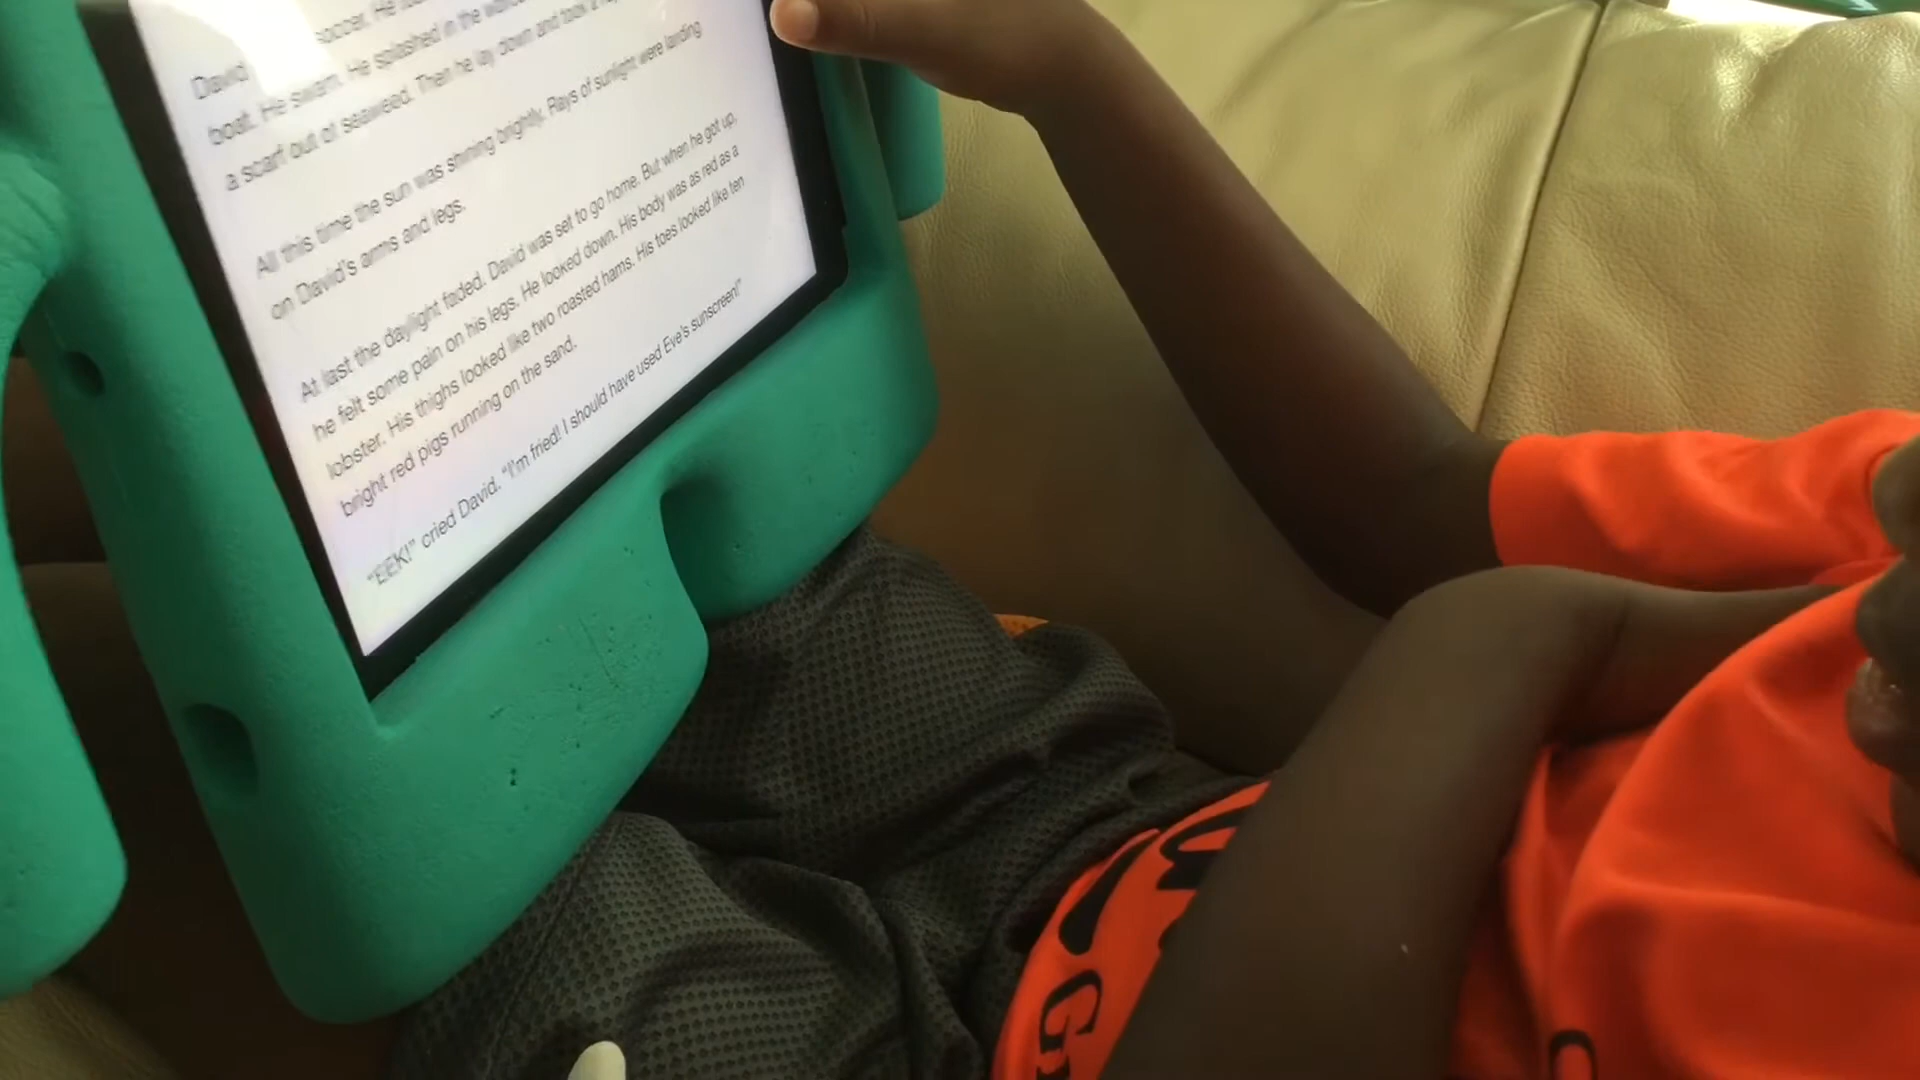 David soccer. He
boat. He swam. He splashed in the
a scarf out of seaweed. Then he lay down and took a
All this time the sun was shining brightly. Rays of sunlight were landing
on David's arms and legs.
At last the daylight faded. David was set to go home. But when he got up,
he felt some pain on his legs. He looked down. His body was as red as a
lobster. His thighs looked like two roasted hams. His toes looked like ten
bright red pigs running on the sand.
"EEK!" cried David. "I'm fried! I should have used Eve's sunscreen!"